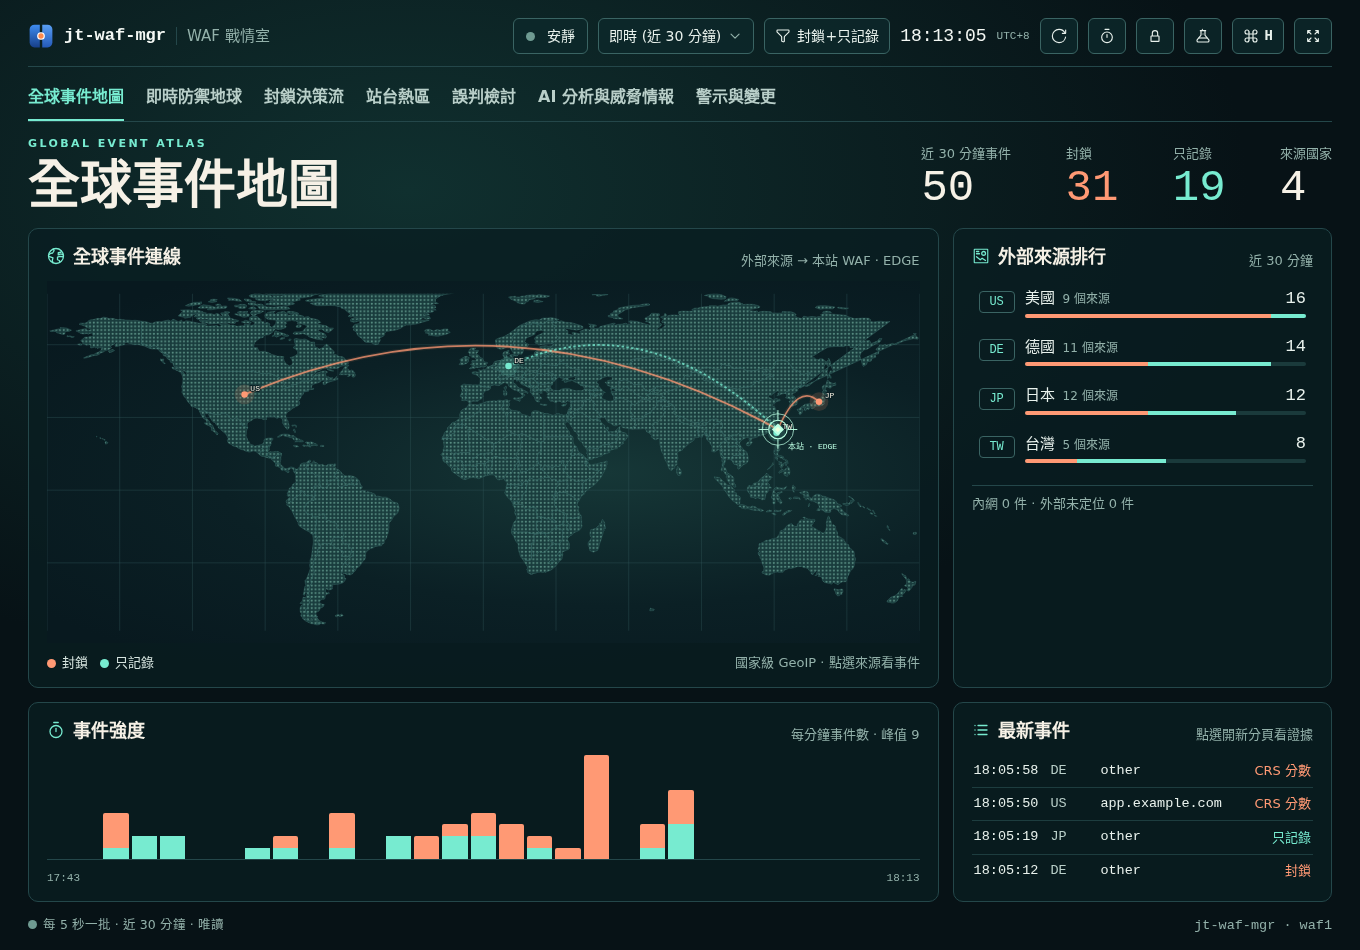 jt-waf-mgr WAF 戰情室 安靜 即時 (近 30 分鐘) 封鎖+只記錄 18:13:05 UTC+8 ⌘ H
全球事件地圖 即時防禦地球 封鎖決策流 站台熱區 誤判檢討 AI 分析與威脅情報 警示與變更
GLOBAL EVENT ATLAS
全球事件地圖
近 30 分鐘事件 封鎖 只記錄 來源國家
50 31 19 4
全球事件連線 外部來源 → 本站 WAF · EDGE
US
DE
JP
本站 · EDGE
封鎖 只記錄 國家級 GeoIP · 點選來源看事件
外部來源排行 近 30 分鐘
US 美國 9 個來源 16
DE 德國 11 個來源 14
JP 日本 12 個來源 12
TW 台灣 5 個來源 8
內網 0 件 · 外部未定位 0 件
事件強度 每分鐘事件數 · 峰值 9
17:43 18:13
最新事件 點選開新分頁看證據
18:05:58 DE other CRS 分數
18:05:50 US app.example.com CRS 分數
18:05:19 JP other 只記錄
18:05:12 DE other 封鎖
每 5 秒一批 · 近 30 分鐘 · 唯讀 jt-waf-mgr · waf1